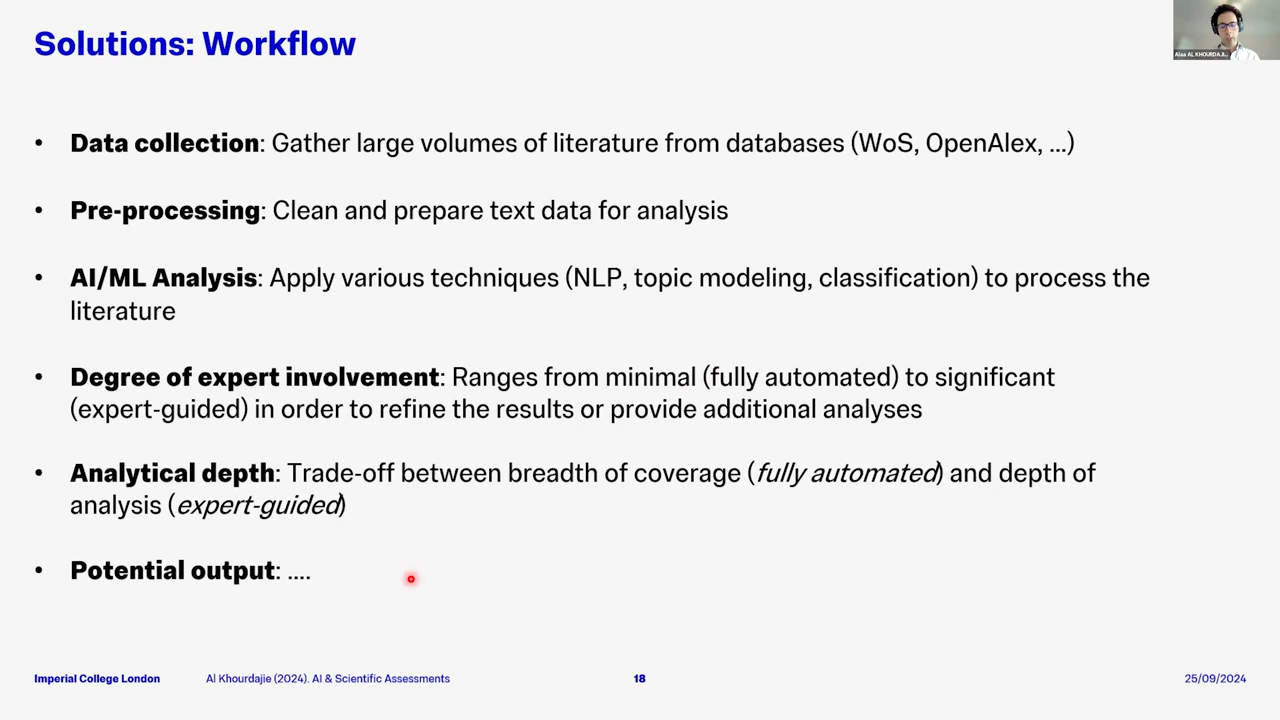 Solutions: Workflow
Alaa AL KHOURDAJI...
• Data collection: Gather large volumes of literature from databases (WoS, OpenAlex, ...)
• Pre-processing: Clean and prepare text data for analysis
• AI/ML Analysis: Apply various techniques (NLP, topic modeling, classification) to process the
literature
• Degree of expert involvement: Ranges from minimal (fully automated) to significant
(expert-guided) in order to refine the results or provide additional analyses
• Analytical depth: Trade-off between breadth of coverage (fully automated) and depth of
analysis (expert-guided)
• Potential output: ....
Imperial College London Al Khourdajie (2024). AI & Scientific Assessments 18 25/09/2024